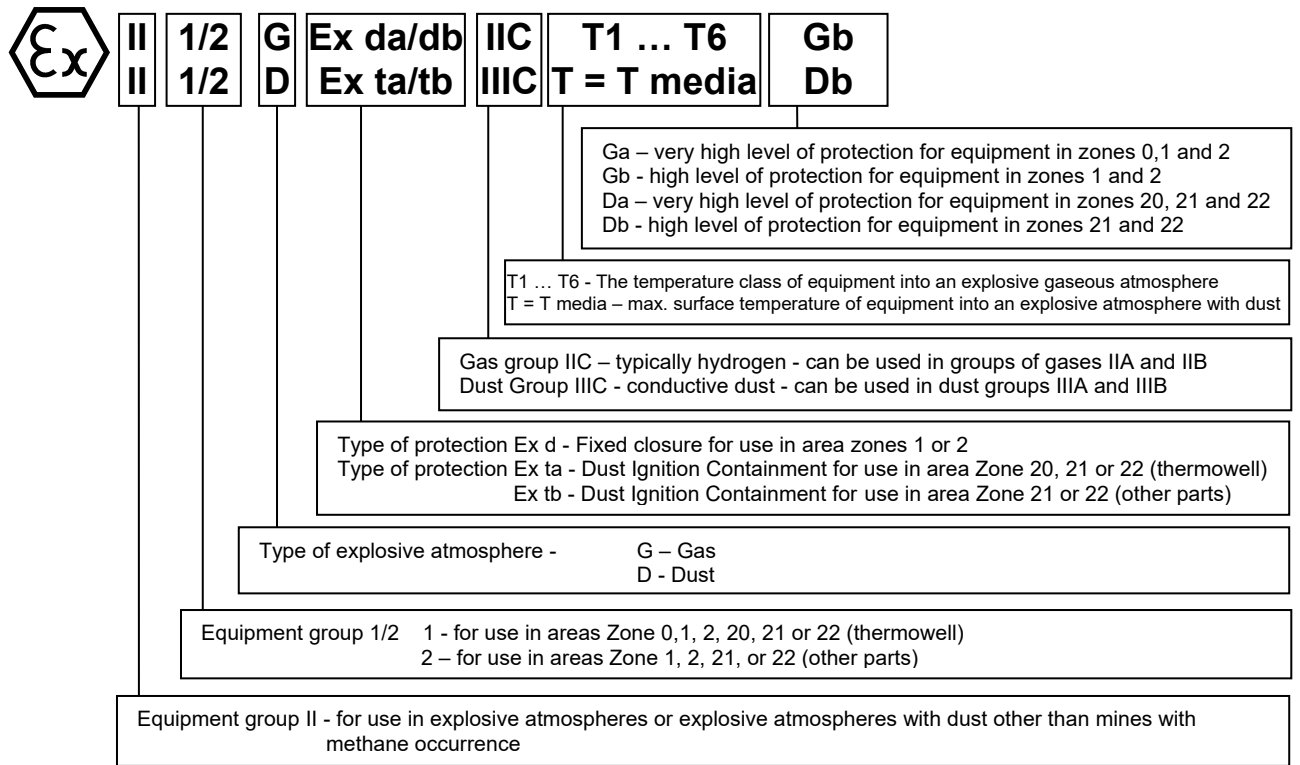 Ex II 1/2 G Ex da/db IIC T1 … T6 Gb
II 1/2 D Ex ta/tb IIIC T = T media Db
Ga – very high level of protection for equipment in zones 0,1 and 2
Gb - high level of protection for equipment in zones 1 and 2
Da – very high level of protection for equipment in zones 20, 21 and 22
Db - high level of protection for equipment in zones 21 and 22
T1 … T6 - The temperature class of equipment into an explosive gaseous atmosphere
T = T media – max. surface temperature of equipment into an explosive atmosphere with dust
Gas group IIC – typically hydrogen - can be used in groups of gases IIA and IIB
Dust Group IIIC - conductive dust - can be used in dust groups IIIA and IIIB
Type of protection Ex d - Fixed closure for use in area zones 1 or 2
Type of protection Ex ta - Dust Ignition Containment for use in area Zone 20, 21 or 22 (thermowell)
Ex tb - Dust Ignition Containment for use in area Zone 21 or 22 (other parts)
Type of explosive atmosphere - G – Gas
D - Dust
Equipment group 1/2 1 - for use in areas Zone 0,1, 2, 20, 21 or 22 (thermowell)
2 – for use in areas Zone 1, 2, 21, or 22 (other parts)
Equipment group II - for use in explosive atmospheres or explosive atmospheres with dust other than mines with
methane occurrence